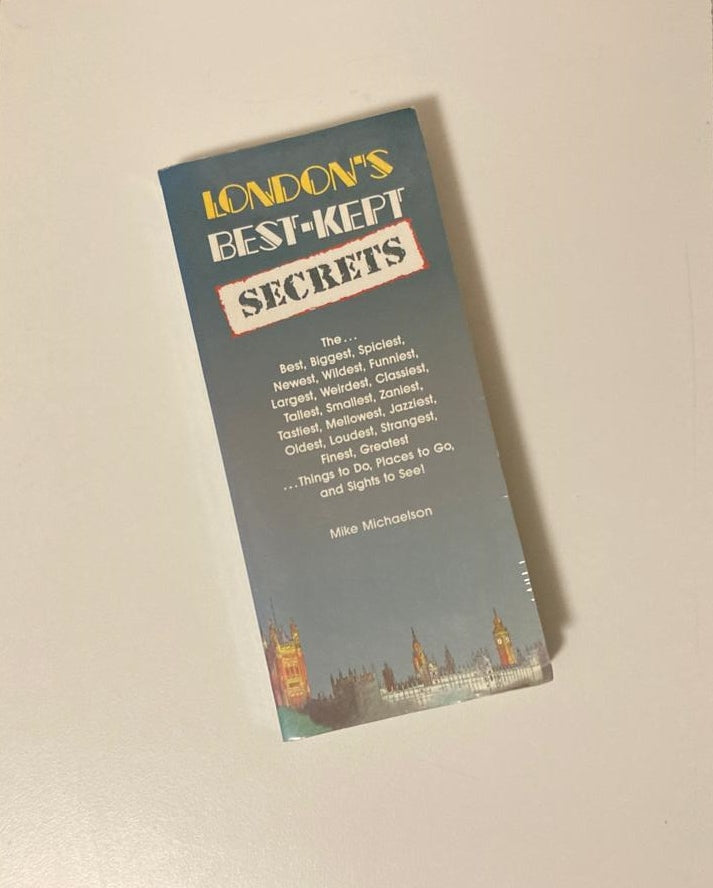 LONDON'S
BEST-KEPT
SECRETS
The...
Best, Biggest, Spiciest,
Newest, Wildest, Funniest,
Largest, Weirdest, Classiest,
Tallest, Smallest, Zaniest,
Tastiest, Mellowest, Jazziest,
Oldest, Loudest, Strangest,
Finest, Greatest
...Things to Do, Places to Go,
and Sights to See!
Mike Michaelson